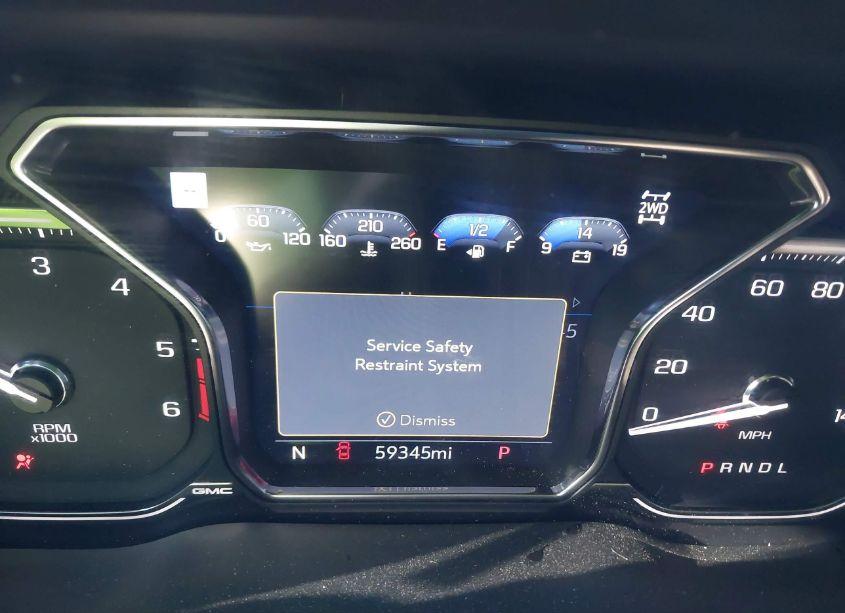 2WD
60
0 120
210
160 260
1/2
E F
14
9 19
3
4
5
6
RPM
x1000
Service Safety
Restraint System
Dismiss
N 59345mi P
GMC
0
20
40
60
80
MPH
PRNDL